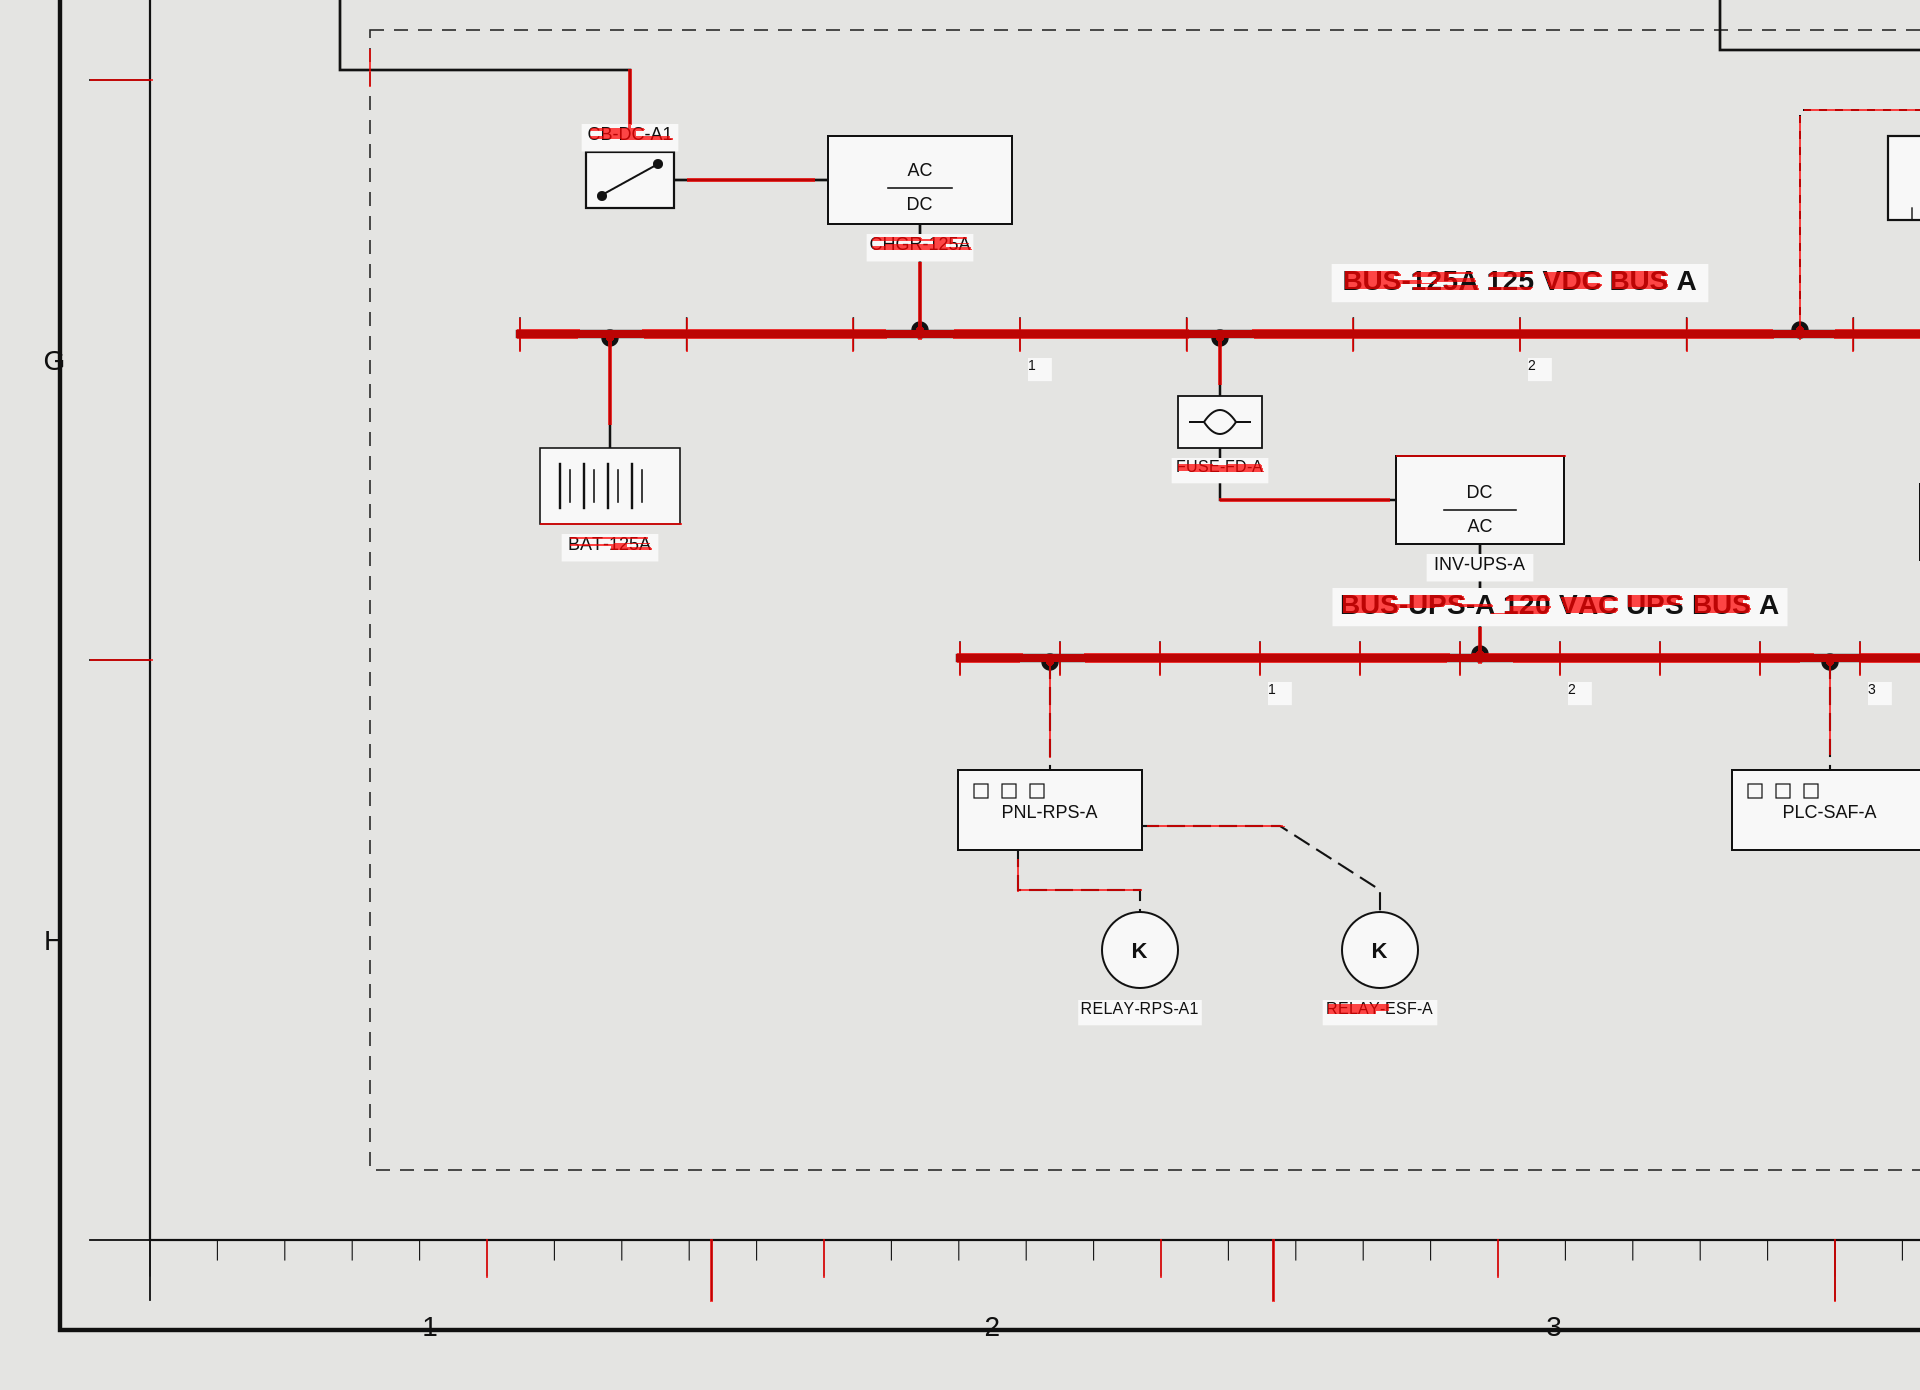 CB-DC-A1
AC
DC
CHGR-125A
BUS-125A 125 VDC BUS A
G
1
2
FUSE-FD-A
DC
AC
BAT-125A
INV-UPS-A
BUS-UPS-A 120 VAC UPS BUS A
1
2
3
PNL-RPS-A
PLC-SAF-A
H
K
K
RELAY-RPS-A1
RELAY-ESF-A
1
2
3